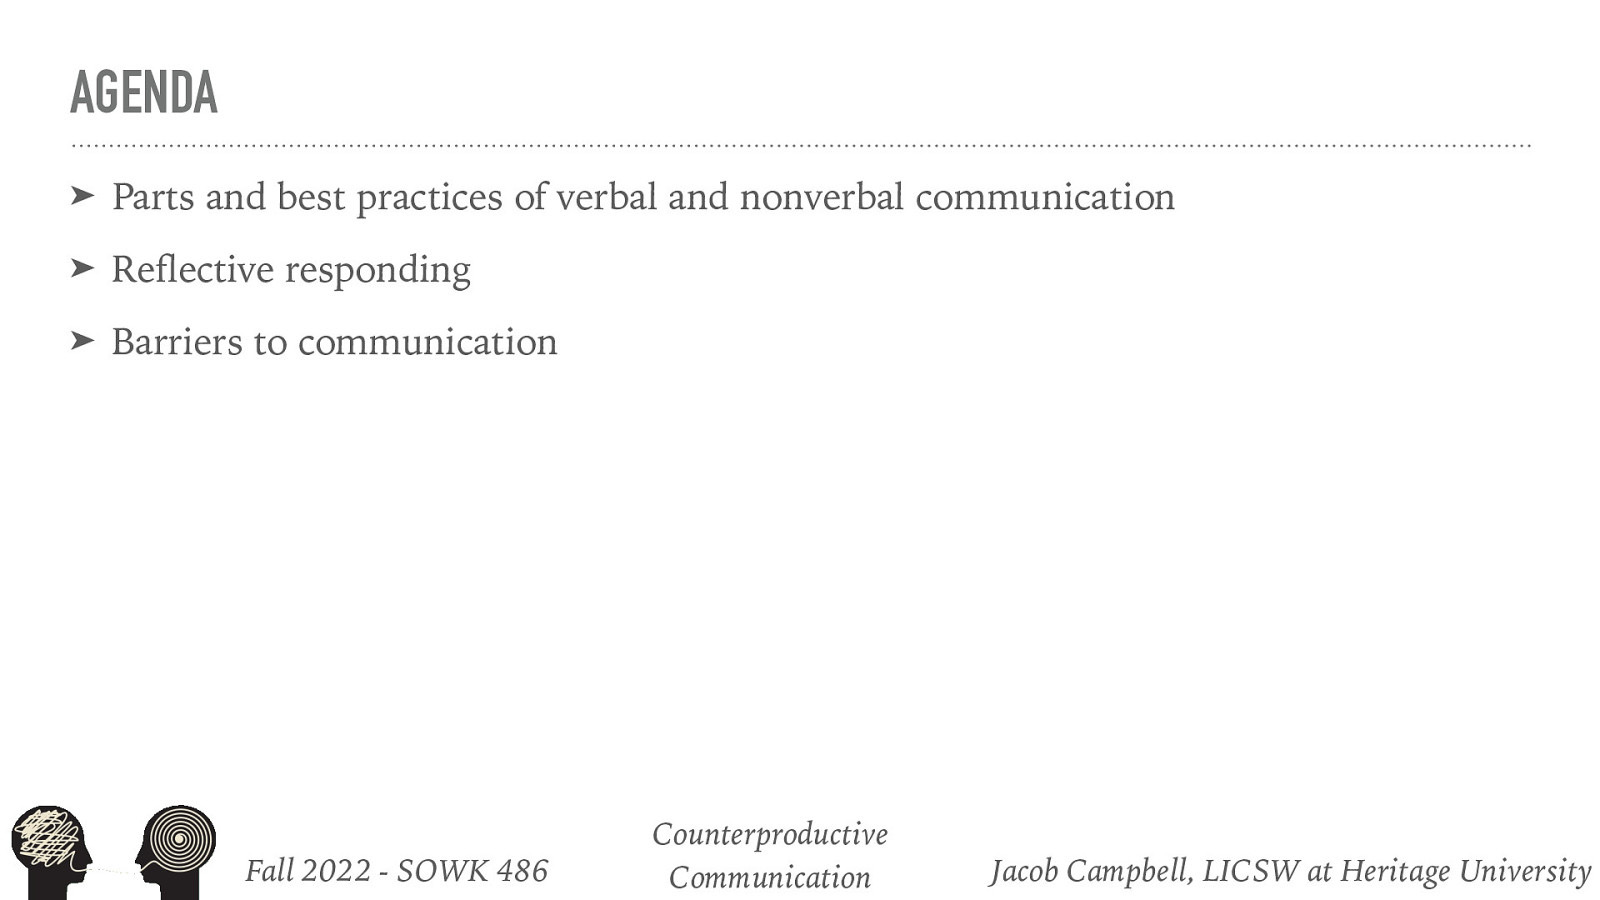 AGENDA
➤ Parts and best practices of verbal and nonverbal communication
➤ Reflective responding
➤ Barriers to communication
Fall 2022 - SOWK 486
Counterproductive
Communication
Jacob Campbell, LICSW at Heritage University